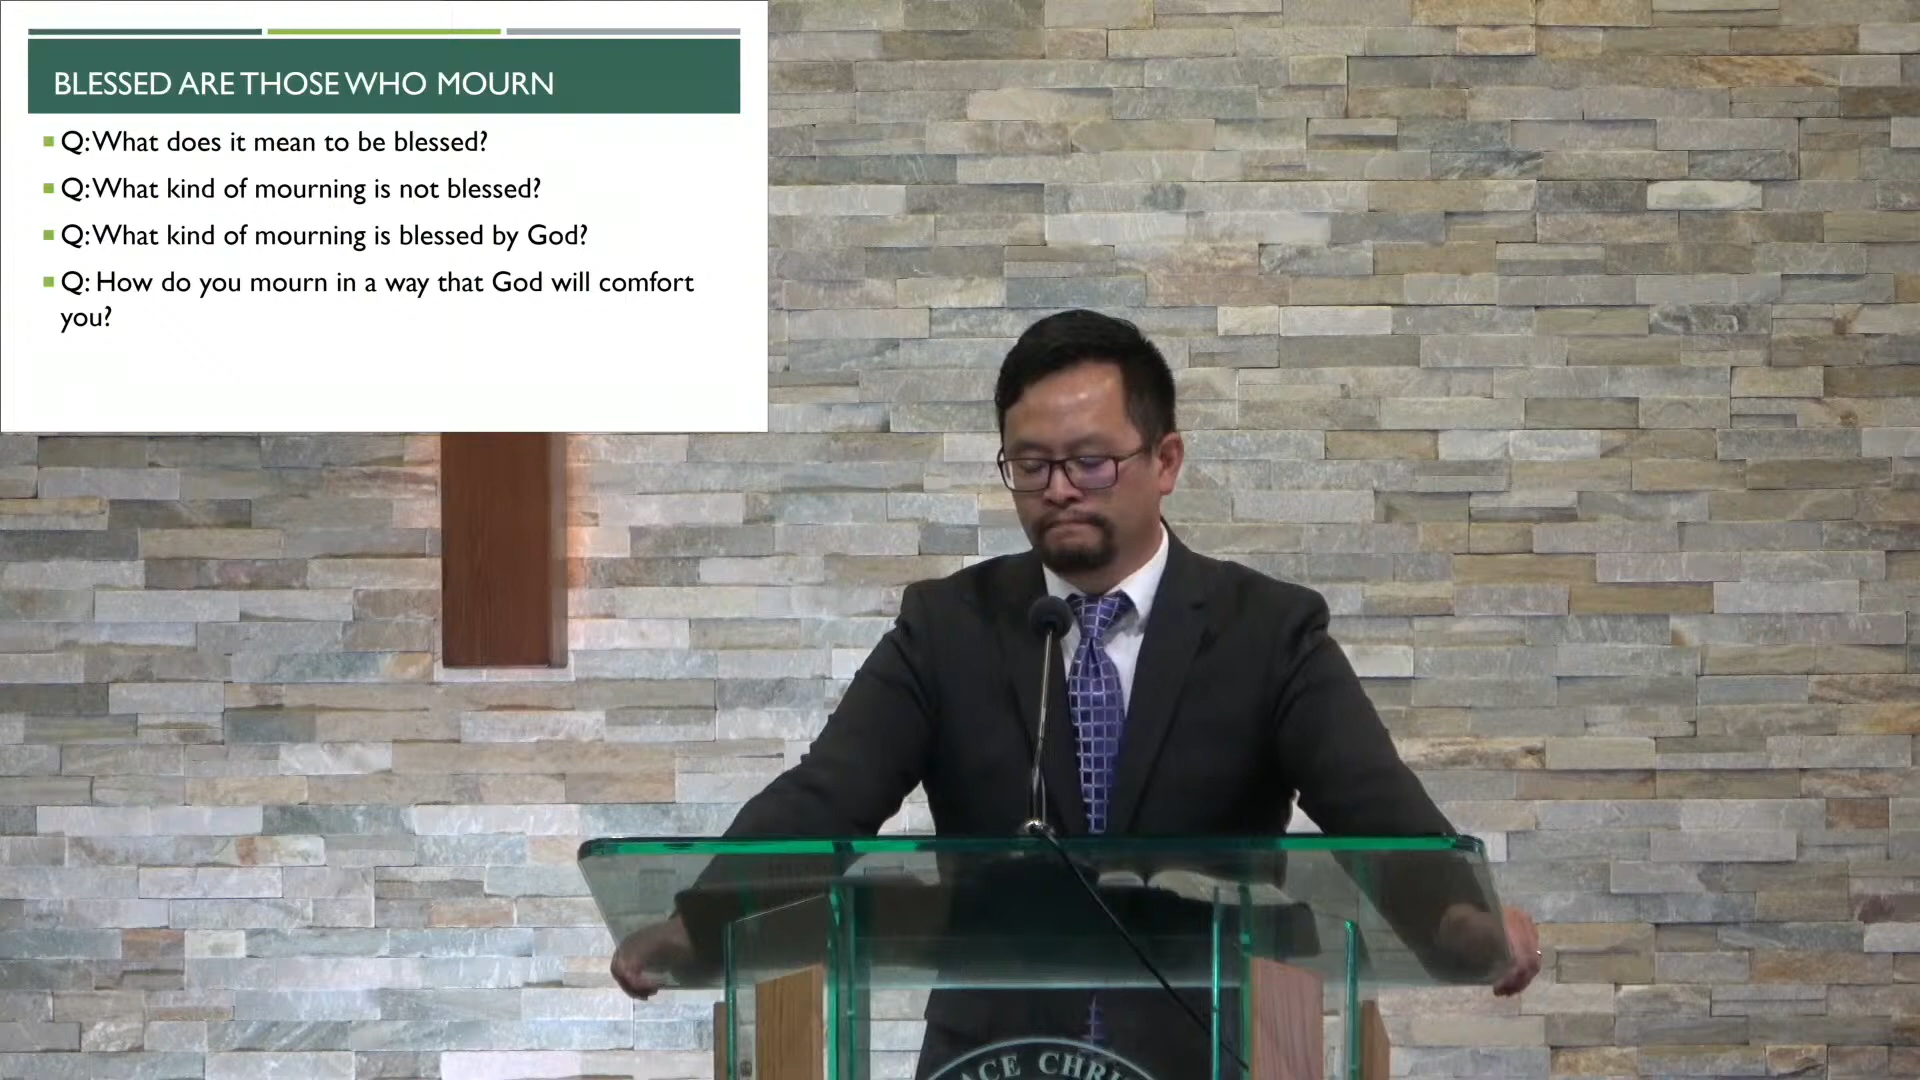 BLESSED ARE THOSE WHO MOURN
Q: What does it mean to be blessed?
Q: What kind of mourning is not blessed?
Q: What kind of mourning is blessed by God?
Q: How do you mourn in a way that God will comfort
you?